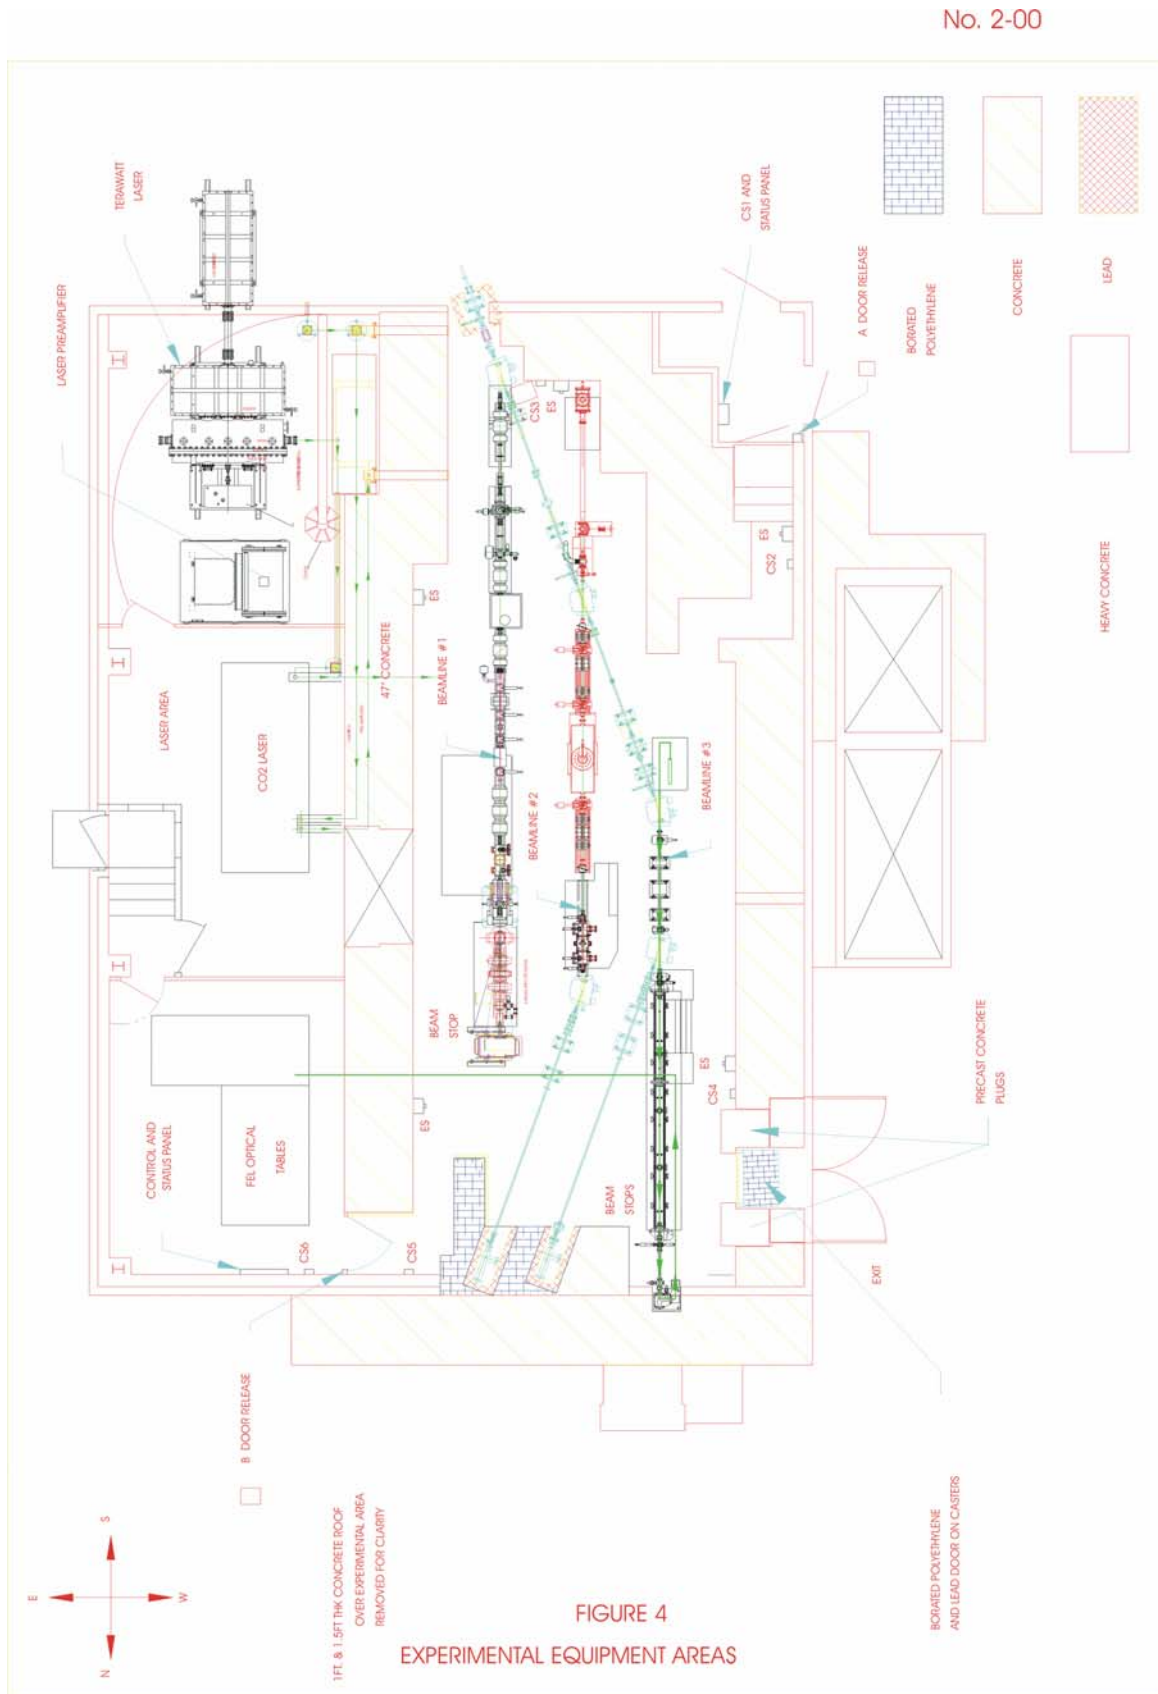 No. 2-00
TERAWATT
LASER
LASER PREAMPLIFIER
CS1 AND
STATUS PANEL
A DOOR RELEASE
BORATED
POLYETHYLENE
CONCRETE
LEAD
HEAVY CONCRETE
CS3
ES
ES
CS2
ES
47" CONCRETE
BEAMLINE #1
LASER AREA
CO2 LASER
BEAMLINE #2
BEAMLINE #3
BEAM
STOP
ES
CS4
ES
PRECAST CONCRETE
PLUGS
CONTROL AND
STATUS PANEL
FEL OPTICAL
TABLES
BEAM
STOPS
CS6
CS5
EXIT
B DOOR RELEASE
1FT. & 1.5FT THK CONCRETE ROOF
OVER EXPERIMENTAL AREA
REMOVED FOR CLARITY
BORATED POLYETHYLENE
AND LEAD DOOR ON CASTERS
E
S
N
W
FIGURE 4
EXPERIMENTAL EQUIPMENT AREAS